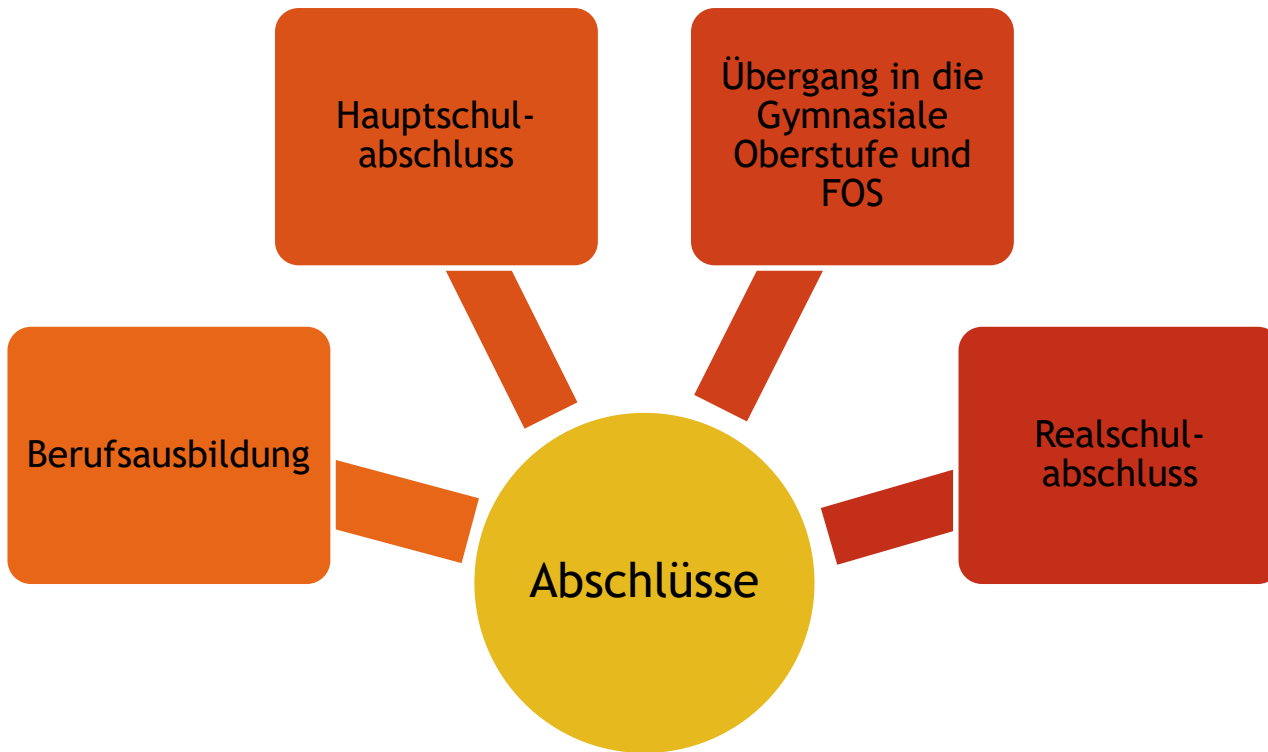 Hauptschul-
abschluss
Übergang in die
Gymnasiale
Oberstufe und
FOS
Berufsausbildung
Realschul-
abschluss
Abschlüsse